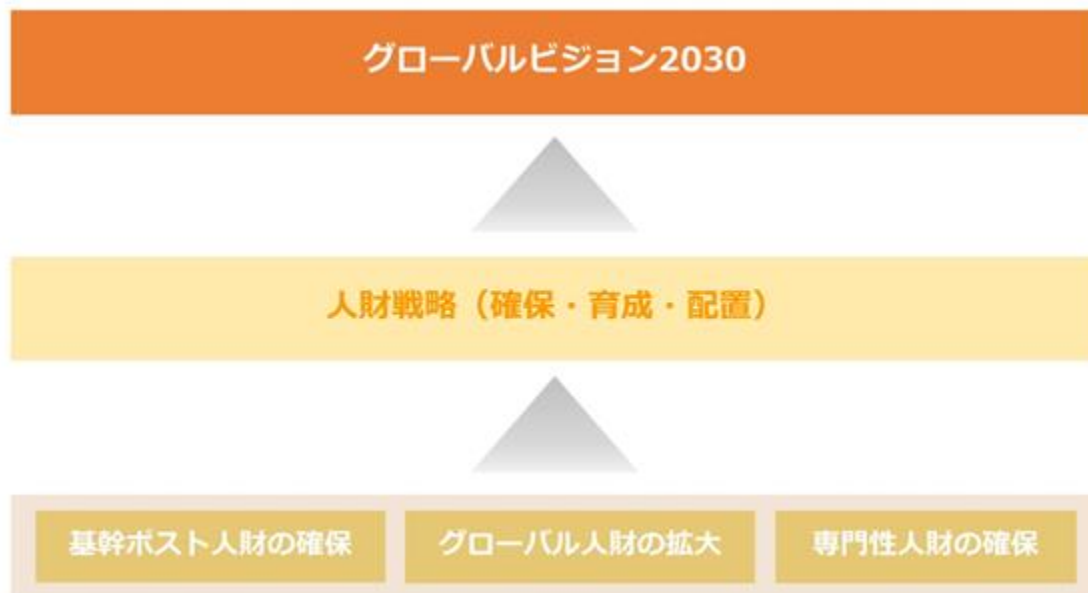 グローバルビジョン2030
人財戦略（確保・育成・配置）
基幹ポスト人財の確保
グローバル人財の拡大
専門性人財の確保